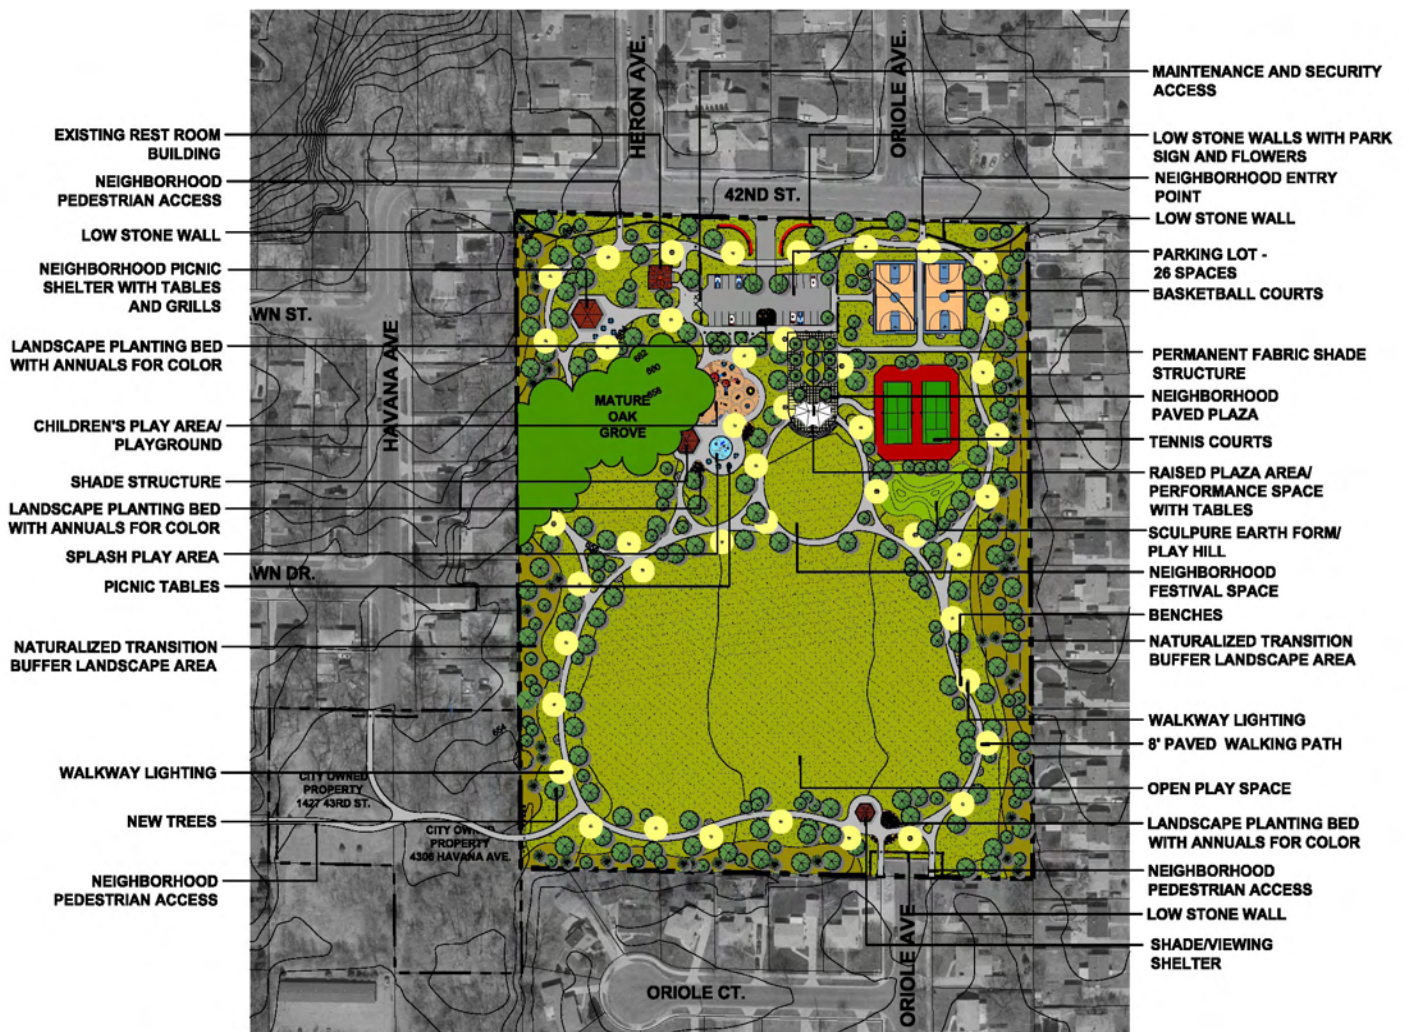 HERON AVE.
ORIOLE AVE.
42ND ST.
HAVANA AVE
AWN ST.
AWN DR.
EXISTING REST ROOM
BUILDING
NEIGHBORHOOD
PEDESTRIAN ACCESS
LOW STONE WALL
NEIGHBORHOOD PICNIC
SHELTER WITH TABLES
AND GRILLS
LANDSCAPE PLANTING BED
WITH ANNUALS FOR COLOR
CHILDREN'S PLAY AREA/
PLAYGROUND
SHADE STRUCTURE
LANDSCAPE PLANTING BED
WITH ANNUALS FOR COLOR
SPLASH PLAY AREA
PICNIC TABLES
NATURALIZED TRANSITION
BUFFER LANDSCAPE AREA
WALKWAY LIGHTING
NEW TREES
NEIGHBORHOOD
PEDESTRIAN ACCESS
MATURE
OAK
GROVE
662
660
658
654
CITY OWNED
PROPERTY
1427 43RD ST.
CITY OWNED
PROPERTY
4306 HAVANA AVE.
ORIOLE CT.
ORIOLE AVE
MAINTENANCE AND SECURITY
ACCESS
LOW STONE WALLS WITH PARK
SIGN AND FLOWERS
NEIGHBORHOOD ENTRY
POINT
LOW STONE WALL
PARKING LOT -
26 SPACES
BASKETBALL COURTS
PERMANENT FABRIC SHADE
STRUCTURE
NEIGHBORHOOD
PAVED PLAZA
TENNIS COURTS
RAISED PLAZA AREA/
PERFORMANCE SPACE
WITH TABLES
SCULPURE EARTH FORM/
PLAY HILL
NEIGHBORHOOD
FESTIVAL SPACE
BENCHES
NATURALIZED TRANSITION
BUFFER LANDSCAPE AREA
WALKWAY LIGHTING
8' PAVED WALKING PATH
OPEN PLAY SPACE
LANDSCAPE PLANTING BED
WITH ANNUALS FOR COLOR
NEIGHBORHOOD
PEDESTRIAN ACCESS
LOW STONE WALL
SHADE/VIEWING
SHELTER